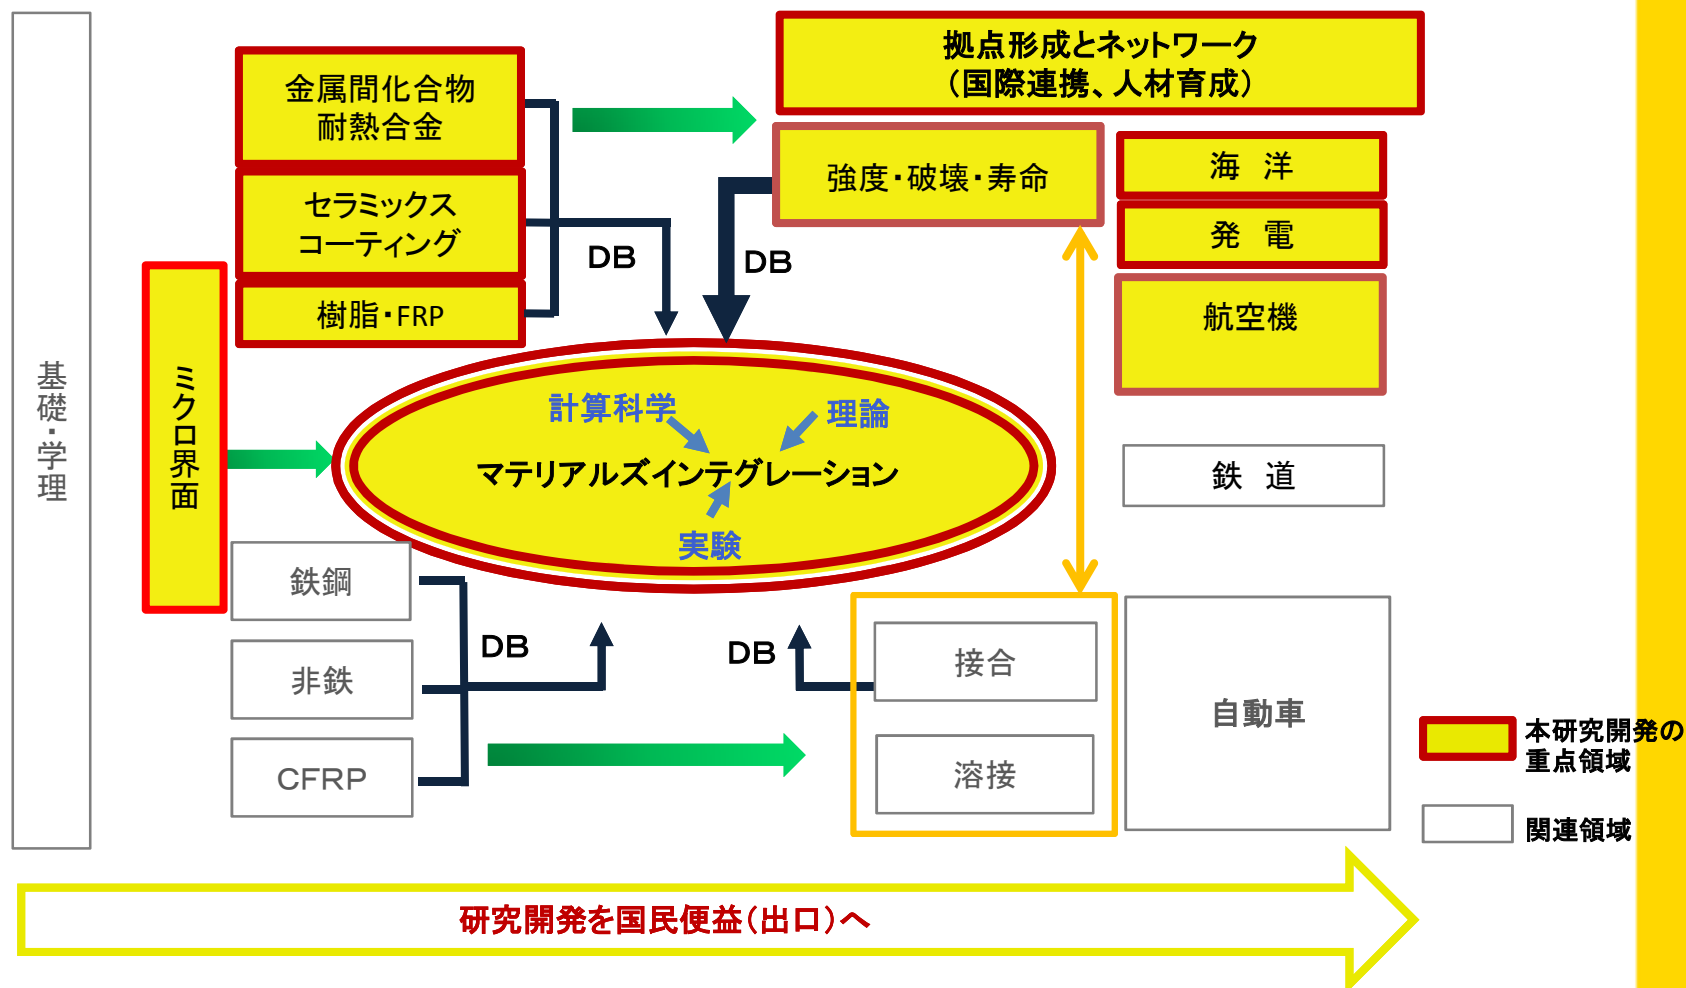 拠点形成とネットワーク
（国際連携、人材育成）
金属間化合物
耐熱合金
セラミックス
コーティング
樹脂・FRP
強度・破壊・寿命
海　洋
発　電
航空機
鉄　道
DB
DB
基礎・学理
ミクロ界面
計算科学
理論
マテリアルズインテグレーション
実験
鉄鋼
非鉄
CFRP
DB
DB
接合
溶接
自動車
本研究開発の
重点領域
関連領域
研究開発を国民便益（出口）へ